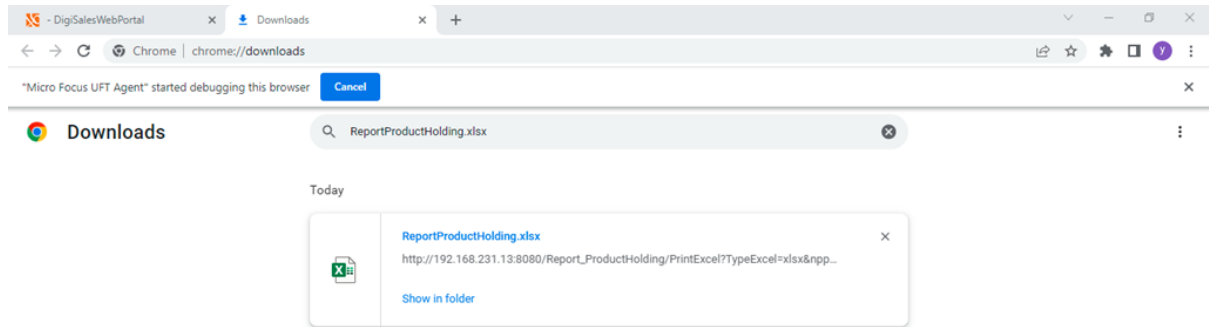 - DigiSalesWebPortal
Downloads
Chrome | chrome://downloads
y
"Micro Focus UFT Agent" started debugging this browser
Cancel
Downloads
ReportProductHolding.xlsx
Today
ReportProductHolding.xlsx
http://192.168.231.13:8080/Report_ProductHolding/PrintExcel?TypeExcel=xlsx&npp...
Show in folder